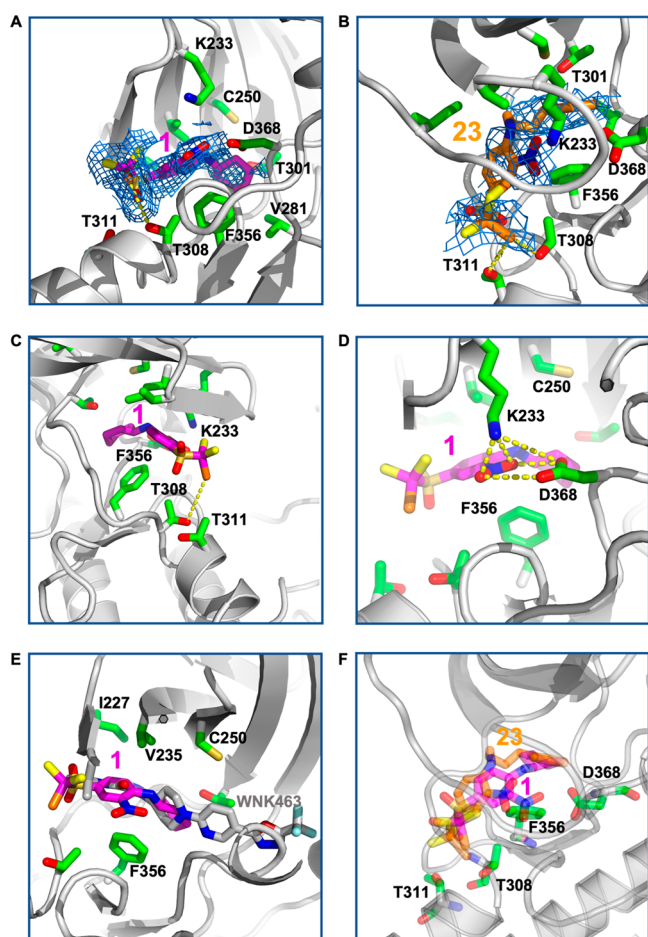 A
K233
C250
1
D368
T301
T311
T308
F356
V281
B
T301
23
K233
D368
F356
T308
T311
C
1
K233
F356
T308
T311
D
C250
K233
1
D368
F356
E
I227
1
V235
C250
WNK463
F356
F
23
D368
1
F356
T311
T308